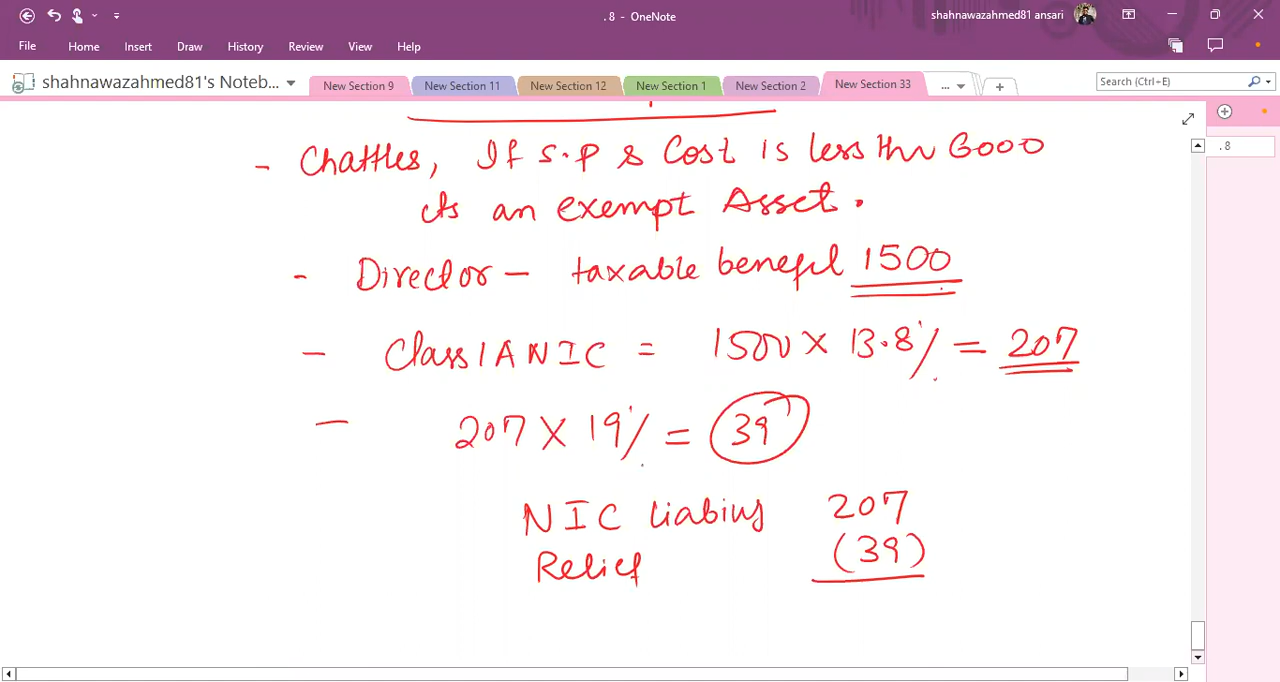 .8 - OneNote
shahnawazahmed81 ansari
File Home Insert Draw History Review View Help
shahnawazahmed81's Noteb... New Section 9 New Section 11 New Section 12 New Section 1 New Section 2 New Section 33 ... + Search (Ctrl+E)
.8
- Chattles, If S.P & Cost is less thn 6000
its an exempt Asset.
- Director - taxable benefit 1500
- Class 1 A NIC = 1500 X 13.8% = 207
- 207 X 19% = 39
NIC liability 207
Relief (39)